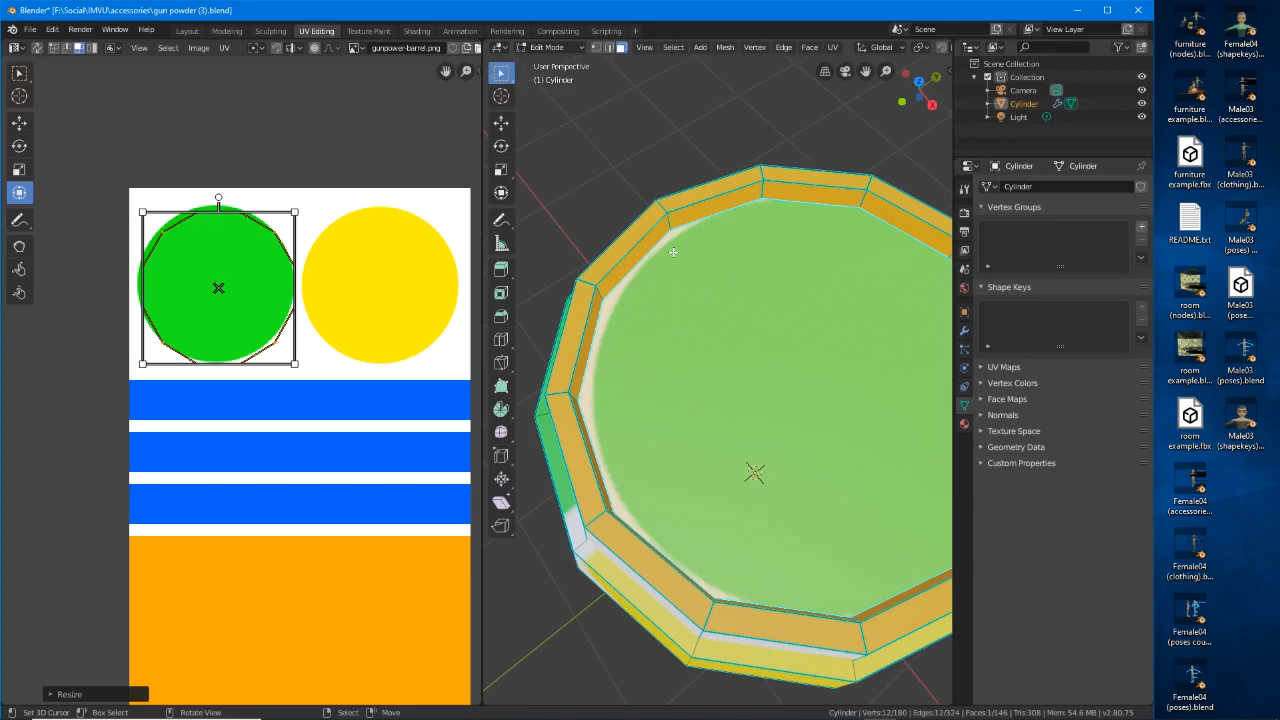 Blender* [F:\Social\IMVU\accessories\gun powder (3).blend]
File Edit Render Window Help Layout Modeling Sculpting UV Editing Texture Paint Shading Animation Rendering Compositing Scripting + Scene View Layer
View Select Image UV gunpower-barrel.png Edit Mode View Select Add Mesh Vertex Edge Face UV Global
User Perspective
(1) Cylinder
Scene Collection
Collection
Camera
Cylinder
Light
Cylinder Cylinder
Cylinder
Vertex Groups
Shape Keys
UV Maps
Vertex Colors
Face Maps
Normals
Texture Space
Geometry Data
Custom Properties
Resize
Set 3D Cursor Box Select Rotate View Select Move Cylinder | Verts:12/180 | Edges:12/324 | Faces:1/146 | Tris:308 | Mem: 54.6 MB | v2.80.75
furniture
(nodes).bl...
Female04
(shapekeys)...
furniture
example.bl...
Male03
(accessorie...
furniture
example.fbx
Male03
(clothing).b...
README.txt
Male03
(poses) ...
room
(nodes).bl...
Male03
(pose...
room
example.bl...
Male03
(poses).blend
room
example.fbx
Male03
(shapekeys)...
Female04
(accessorie...
Female04
(clothing).b...
Female04
(poses cou...
Female04
(poses).blend